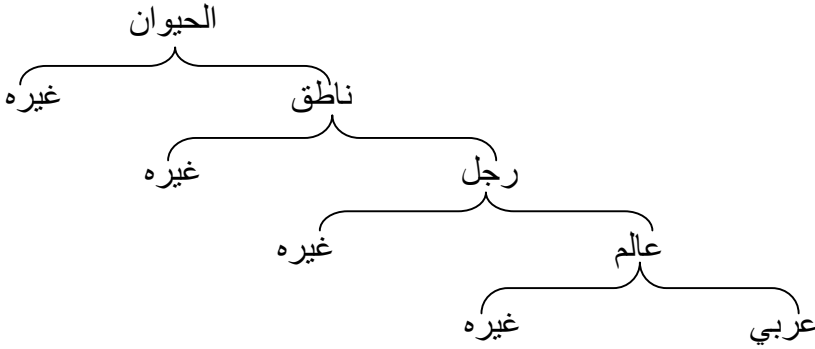 الحيوان
ناطق غيره
رجل غيره
عالم غيره
عربي غيره